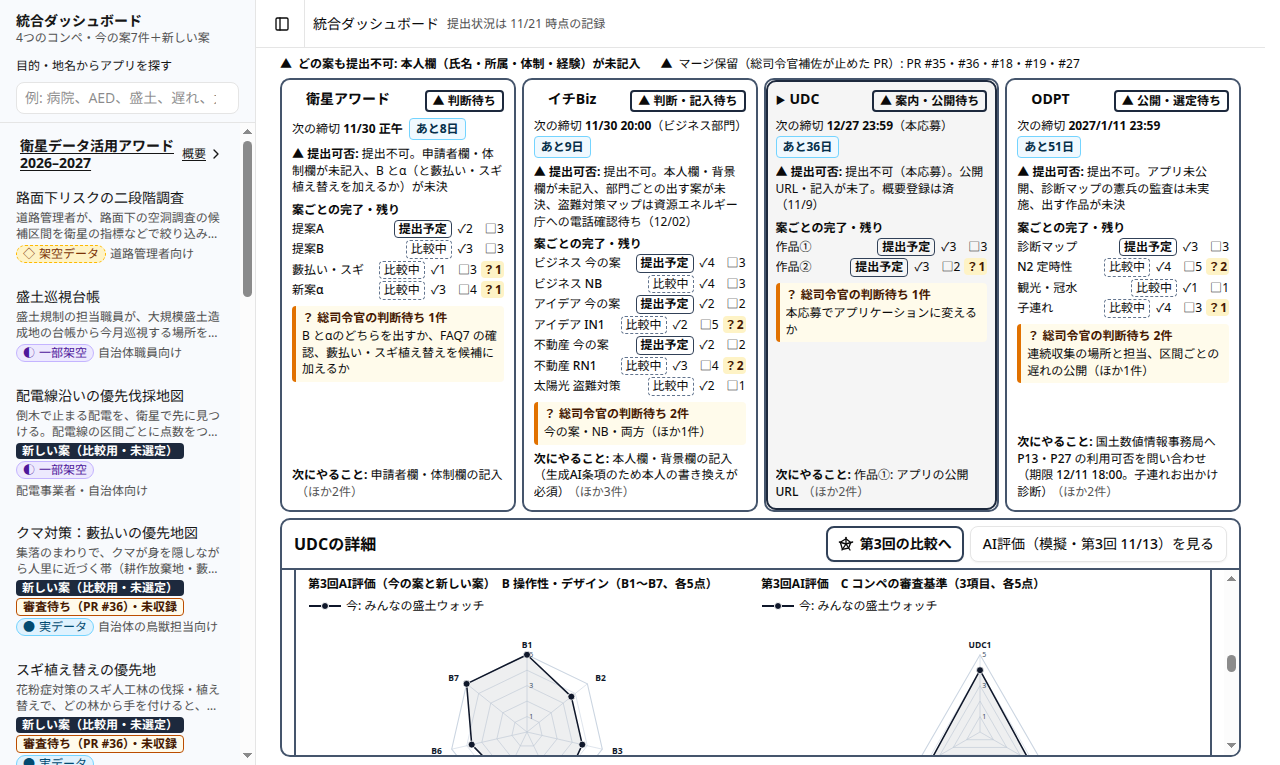 統合ダッシュボード
4つのコンペ・今の案7件＋新しい案
目的・地名からアプリを探す
例: 病院、AED、盛土、遅れ、
衛星データ活用アワード
2026–2027
概要
路面下リスクの二段階調査
道路管理者が、路面下の空洞調査の候
補区間を衛星の指標などで絞り込み…
◇ 架空データ 道路管理者向け
盛土巡視台帳
盛土規制の担当職員が、大規模盛土造
成地の台帳から今月巡視する場所を…
一部架空 自治体職員向け
配電線沿いの優先伐採地図
倒木で止まる配電を、衛星で先に見つ
ける。配電線の区間ごとに点数をつ…
新しい案（比較用・未選定）
一部架空
配電事業者・自治体向け
クマ対策：藪払いの優先地図
集落のまわりで、クマが身を隠しなが
ら人里に近づく帯（耕作放棄地・藪…
新しい案（比較用・未選定）
審査待ち（PR #36）・未収録
実データ 自治体の鳥獣担当向け
スギ植え替えの優先地
花粉症対策のスギ人工林の伐採・植え
替えで、どの林から手を付けると、…
新しい案（比較用・未選定）
審査待ち（PR #36）・未収録
実データ
統合ダッシュボード 提出状況は 11/21 時点の記録
▲ どの案も提出不可: 本人欄（氏名・所属・体制・経験）が未記入 ▲ マージ保留（総司令官補佐が止めた PR）: PR #35・#36・#18・#19・#27
衛星アワード ▲ 判断待ち
次の締切 11/30 正午 あと8日
▲ 提出可否: 提出不可。申請者欄・体
制欄が未記入、B とα（と藪払い・スギ
植え替えを加えるか）が未決
案ごとの完了・残り
提案A 提出予定 ✓2 □3
提案B 比較中 ✓3 □3
藪払い・スギ 比較中 ✓1 □3 ?1
新案α 比較中 ✓3 □4 ?1
？ 総司令官の判断待ち 1件
B とαのどちらを出すか、FAQ7 の確
認、藪払い・スギ植え替えを候補に
加えるか
次にやること: 申請者欄・体制欄の記入
（ほか2件）
イチBiz ▲ 判断・記入待ち
次の締切 11/30 20:00（ビジネス部門）
あと9日
▲ 提出可否: 提出不可。本人欄・背景
欄が未記入、部門ごとの出す案が未
決、盗難対策マップは資源エネルギー
庁への電話確認待ち（12/02）
案ごとの完了・残り
ビジネス 今の案 提出予定 ✓4 □3
ビジネス NB 比較中 ✓4 □3
アイデア 今の案 提出予定 ✓2 □2
アイデア IN1 比較中 ✓2 □5 ?2
不動産 今の案 提出予定 ✓2 □2
不動産 RN1 比較中 ✓3 □4 ?2
太陽光 盗難対策 比較中 ✓2 □1
？ 総司令官の判断待ち 2件
今の案・NB・両方（ほか1件）
次にやること: 本人欄・背景欄の記入
（生成AI条項のため本人の書き換えが
必須）（ほか3件）
▶ UDC ▲ 案内・公開待ち
次の締切 12/27 23:59（本応募）
あと36日
▲ 提出可否: 提出不可（本応募）。公開
URL・記入が未了。概要登録は済
（11/9）
案ごとの完了・残り
作品① 提出予定 ✓3 □3
作品② 提出予定 ✓3 □2 ?1
？ 総司令官の判断待ち 1件
本応募でアプリケーションに変える
か
次にやること: 作品①: アプリの公開
URL （ほか2件）
ODPT ▲ 公開・選定待ち
次の締切 2027/1/11 23:59
あと51日
▲ 提出可否: 提出不可。アプリ未公
開、診断マップの憲兵の監査は未実
施、出す作品が未決
案ごとの完了・残り
診断マップ 提出予定 ✓3 □3
N2 定時性 比較中 ✓4 □5 ?2
観光・冠水 比較中 ✓1 □1
子連れ 比較中 ✓4 □3 ?1
？ 総司令官の判断待ち 2件
連続収集の場所と担当、区間ごとの
遅れの公開（ほか1件）
次にやること: 国土数値情報事務局へ
P13・P27 の利用可否を問い合わせ
（期限 12/11 18:00。子連れお出かけ
診断）（ほか2件）
UDCの詳細 第3回の比較へ AI評価（模擬・第3回 11/13）を見る
第3回AI評価（今の案と新しい案） B 操作性・デザイン（B1〜B7、各5点）
今: みんなの盛土ウォッチ
B1
5
B7
B2
3
1
B6
B3
第3回AI評価 C コンペの審査基準（3項目、各5点）
今: みんなの盛土ウォッチ
UDC1
5
3
1